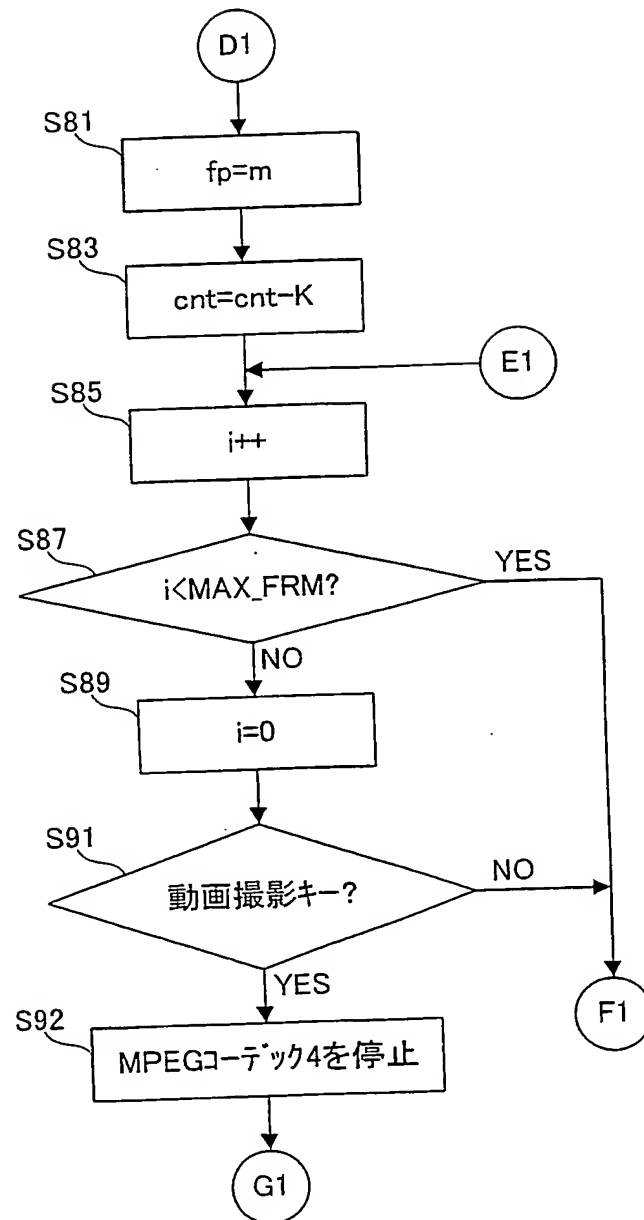 D1
S81
fp=m
S83
cnt=cnt-K
E1
S85
i++
S87
i<MAX_FRM?
YES
NO
S89
i=0
S91
動画撮影キー?
NO
YES
S92
MPEGコーデック4を停止
F1
G1